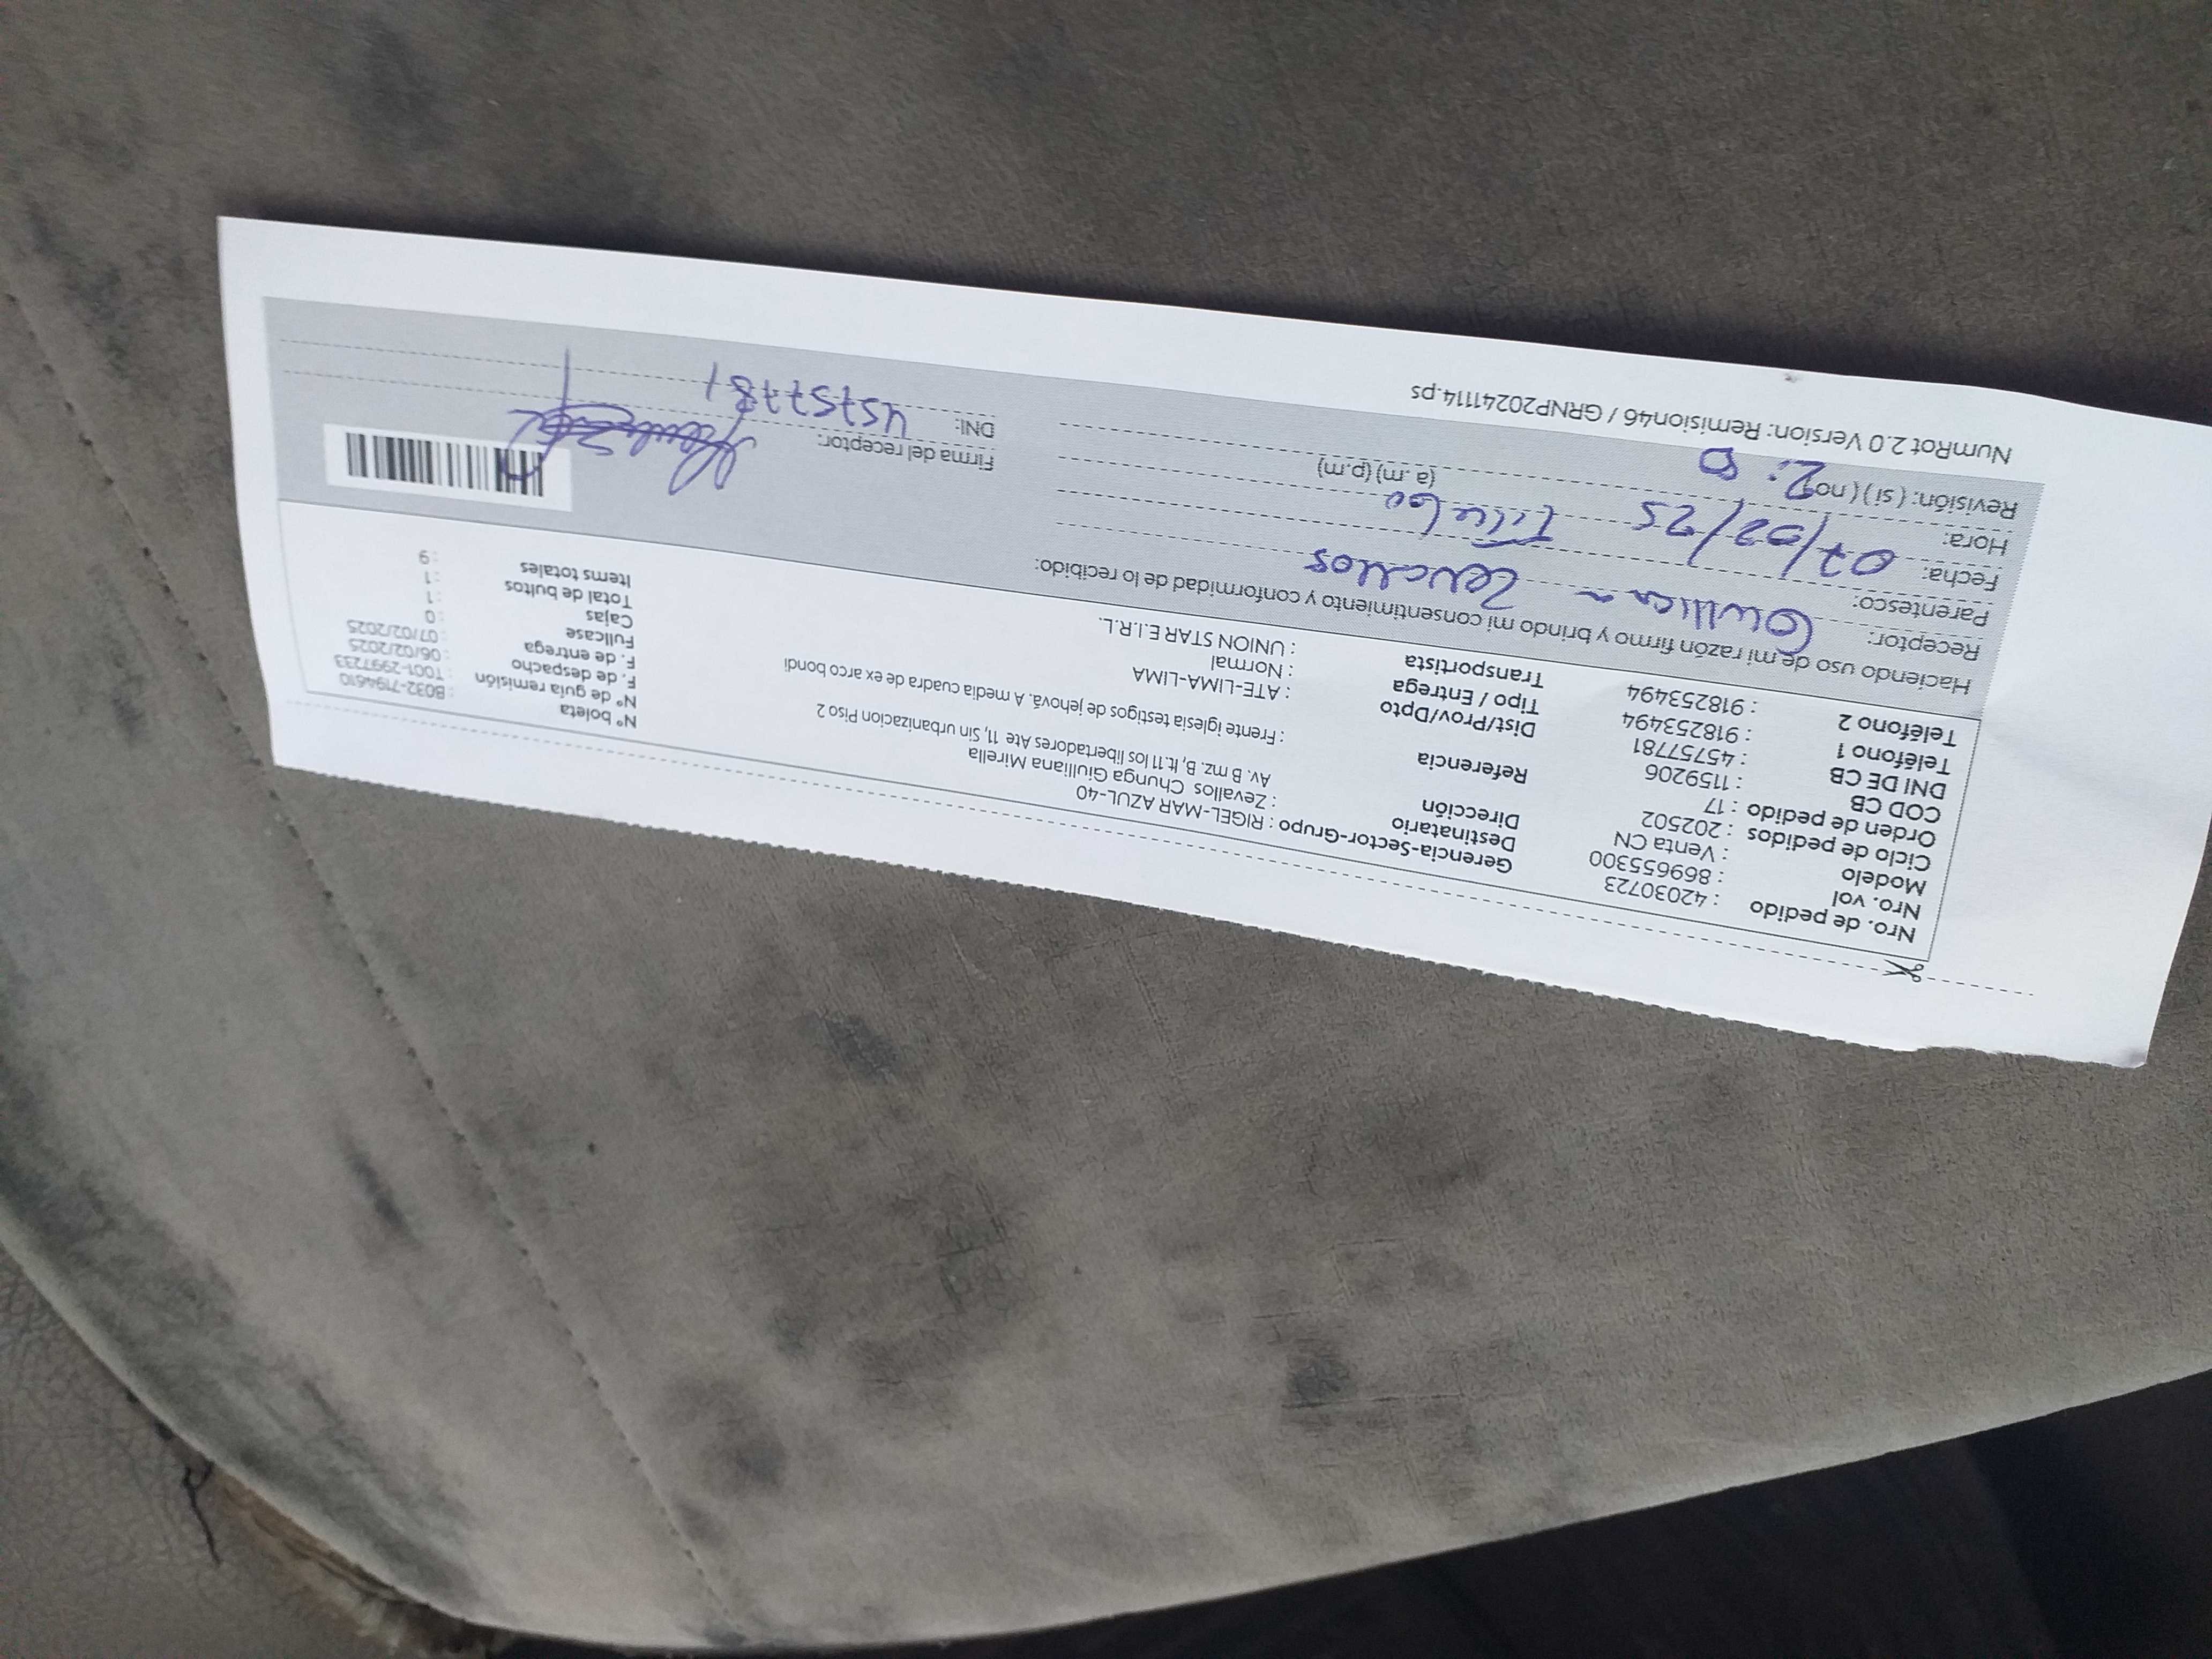 Nro. de pedido : 42030723
Nro. vol : 869655300
Modelo : Venta CN
Ciclo de pedidos : 202502
Orden de pedido : 17
COD CB : 1159206
DNI DE CB : 45757781
Teléfono 1 : 918253494
Teléfono 2 : 918253494
Gerencia-Sector-Grupo : RIGEL-MAR AZUL-40
Destinatario : Zevallos Chunga Giulliana Mirella
Dirección Av. B mz. B, lt. 11 los libertadores Ate 11, Sin urbanizacion Piso 2
Referencia : Frente iglesia testigos de jehová. A media cuadra de ex arco bondi
Dist/Prov/Dpto : ATE-LIMA-LIMA
Tipo / Entrega : Normal
Transportista : UNION STAR E.I.R.L.
Nº boleta : B032-7194610
Nº de guía remisión : T001-2997233
F. de despacho : 06/02/2025
F. de entrega : 07/02/2025
Fullcase : 0
Cajas : 1
Total de bultos : 1
Items totales : 9
Haciendo uso de mi razón firmo y brindo mi consentimiento y conformidad de lo recibido:
Receptor: Giulliana Zevallos
Parentesco: Titular
Fecha: 07/02/25
Hora: 2: (a.m) (p.m)
Revisión: (si) (no)
Firma del receptor:
DNI: 45757781
NumRot 2.0 Version: Remision46 / GRNP20241114.ps